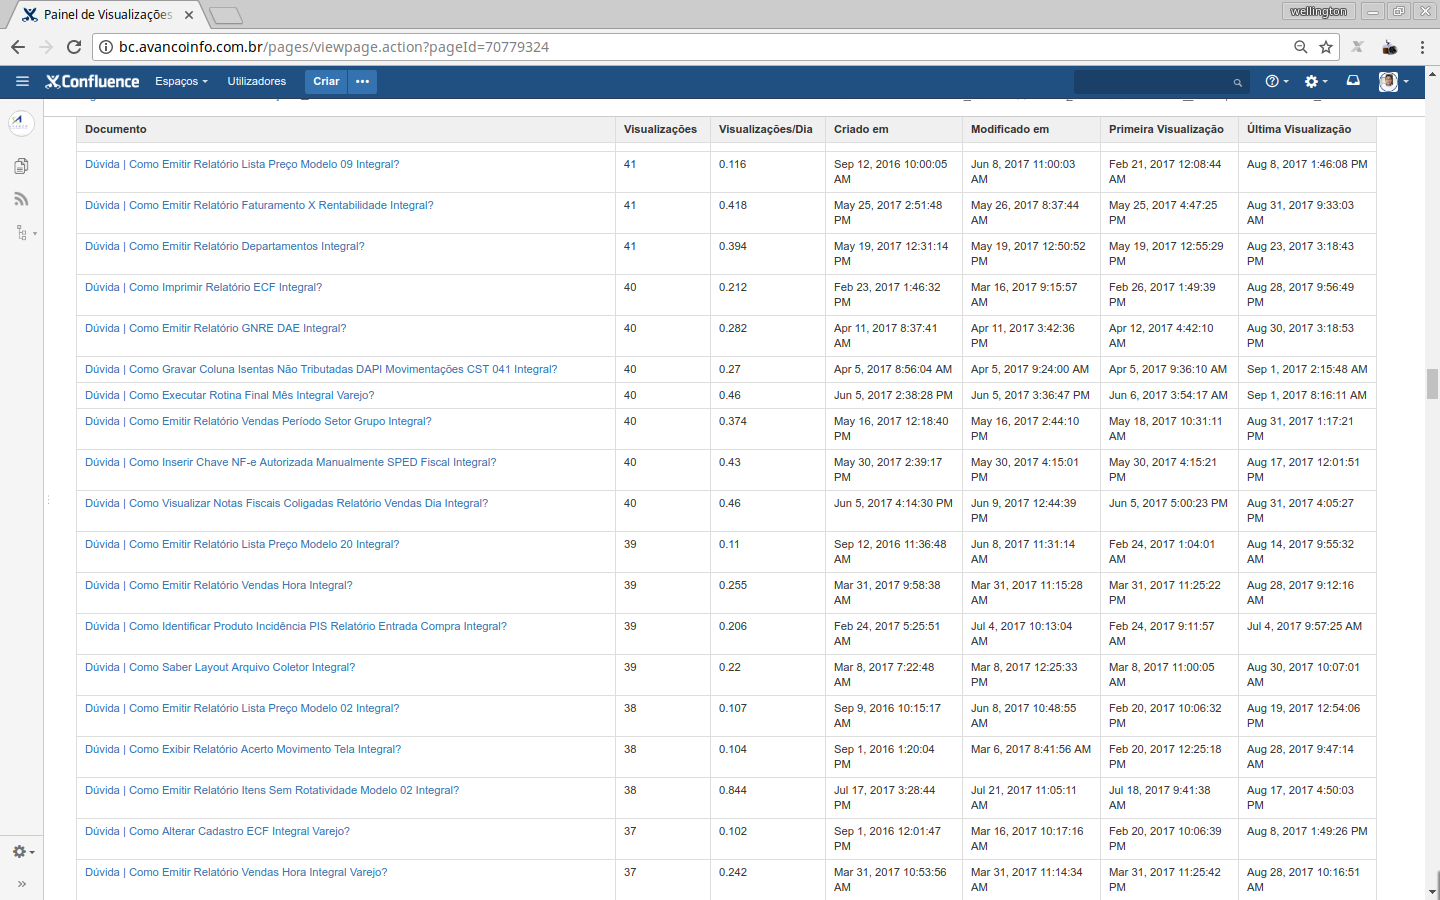 Painel de Visualizações
wellington
bc.avancoinfo.com.br/pages/viewpage.action?pageId=70779324
Confluence Espaços Utilizadores Criar
Documento Visualizações Visualizações/Dia Criado em Modificado em Primeira Visualização Última Visualização
Dúvida | Como Emitir Relatório Lista Preço Modelo 09 Integral? 41 0.116 Sep 12, 2016 10:00:05 AM Jun 8, 2017 11:00:03 AM Feb 21, 2017 12:08:44 AM Aug 8, 2017 1:46:08 PM
Dúvida | Como Emitir Relatório Faturamento X Rentabilidade Integral? 41 0.418 May 25, 2017 2:51:48 PM May 26, 2017 8:37:44 AM May 25, 2017 4:47:25 PM Aug 31, 2017 9:33:03 AM
Dúvida | Como Emitir Relatório Departamentos Integral? 41 0.394 May 19, 2017 12:31:14 PM May 19, 2017 12:50:52 PM May 19, 2017 12:55:29 PM Aug 23, 2017 3:18:43 PM
Dúvida | Como Imprimir Relatório ECF Integral? 40 0.212 Feb 23, 2017 1:46:32 PM Mar 16, 2017 9:15:57 AM Feb 26, 2017 1:49:39 PM Aug 28, 2017 9:56:49 PM
Dúvida | Como Emitir Relatório GNRE DAE Integral? 40 0.282 Apr 11, 2017 8:37:41 AM Apr 11, 2017 3:42:36 PM Apr 12, 2017 4:42:10 AM Aug 30, 2017 3:18:53 PM
Dúvida | Como Gravar Coluna Isentas Não Tributadas DAPI Movimentações CST 041 Integral? 40 0.27 Apr 5, 2017 8:56:04 AM Apr 5, 2017 9:24:00 AM Apr 5, 2017 9:36:10 AM Sep 1, 2017 2:15:48 AM
Dúvida | Como Executar Rotina Final Mês Integral Varejo? 40 0.46 Jun 5, 2017 2:38:28 PM Jun 5, 2017 3:36:47 PM Jun 6, 2017 3:54:17 AM Sep 1, 2017 8:16:11 AM
Dúvida | Como Emitir Relatório Vendas Período Setor Grupo Integral? 40 0.374 May 16, 2017 12:18:40 PM May 16, 2017 2:44:10 PM May 18, 2017 10:31:11 AM Aug 31, 2017 1:17:21 PM
Dúvida | Como Inserir Chave NF-e Autorizada Manualmente SPED Fiscal Integral? 40 0.43 May 30, 2017 2:39:17 PM May 30, 2017 4:15:01 PM May 30, 2017 4:15:21 PM Aug 17, 2017 12:01:51 PM
Dúvida | Como Visualizar Notas Fiscais Coligadas Relatório Vendas Dia Integral? 40 0.46 Jun 5, 2017 4:14:30 PM Jun 9, 2017 12:44:39 PM Jun 5, 2017 5:00:23 PM Aug 31, 2017 4:05:27 PM
Dúvida | Como Emitir Relatório Lista Preço Modelo 20 Integral? 39 0.11 Sep 12, 2016 11:36:48 AM Jun 8, 2017 11:31:14 AM Feb 24, 2017 1:04:01 AM Aug 14, 2017 9:55:32 AM
Dúvida | Como Emitir Relatório Vendas Hora Integral? 39 0.255 Mar 31, 2017 9:58:38 AM Mar 31, 2017 11:15:28 AM Mar 31, 2017 11:25:22 PM Aug 28, 2017 9:12:16 AM
Dúvida | Como Identificar Produto Incidência PIS Relatório Entrada Compra Integral? 39 0.206 Feb 24, 2017 5:25:51 AM Jul 4, 2017 10:13:04 AM Feb 24, 2017 9:11:57 AM Jul 4, 2017 9:57:25 AM
Dúvida | Como Saber Layout Arquivo Coletor Integral? 39 0.22 Mar 8, 2017 7:22:48 AM Mar 8, 2017 12:25:33 PM Mar 8, 2017 11:00:05 AM Aug 30, 2017 10:07:01 AM
Dúvida | Como Emitir Relatório Lista Preço Modelo 02 Integral? 38 0.107 Sep 9, 2016 10:15:17 AM Jun 8, 2017 10:48:55 AM Feb 20, 2017 10:06:32 PM Aug 19, 2017 12:54:06 PM
Dúvida | Como Exibir Relatório Acerto Movimento Tela Integral? 38 0.104 Sep 1, 2016 1:20:04 PM Mar 6, 2017 8:41:56 AM Feb 20, 2017 12:25:18 PM Aug 28, 2017 9:47:14 AM
Dúvida | Como Emitir Relatório Itens Sem Rotatividade Modelo 02 Integral? 38 0.844 Jul 17, 2017 3:28:44 PM Jul 21, 2017 11:05:11 AM Jul 18, 2017 9:41:38 AM Aug 17, 2017 4:50:03 PM
Dúvida | Como Alterar Cadastro ECF Integral Varejo? 37 0.102 Sep 1, 2016 12:01:47 PM Mar 16, 2017 10:17:16 AM Feb 20, 2017 10:06:39 PM Aug 8, 2017 1:49:26 PM
Dúvida | Como Emitir Relatório Vendas Hora Integral Varejo? 37 0.242 Mar 31, 2017 10:53:56 AM Mar 31, 2017 11:14:34 AM Mar 31, 2017 11:25:42 PM Aug 28, 2017 10:16:51 AM